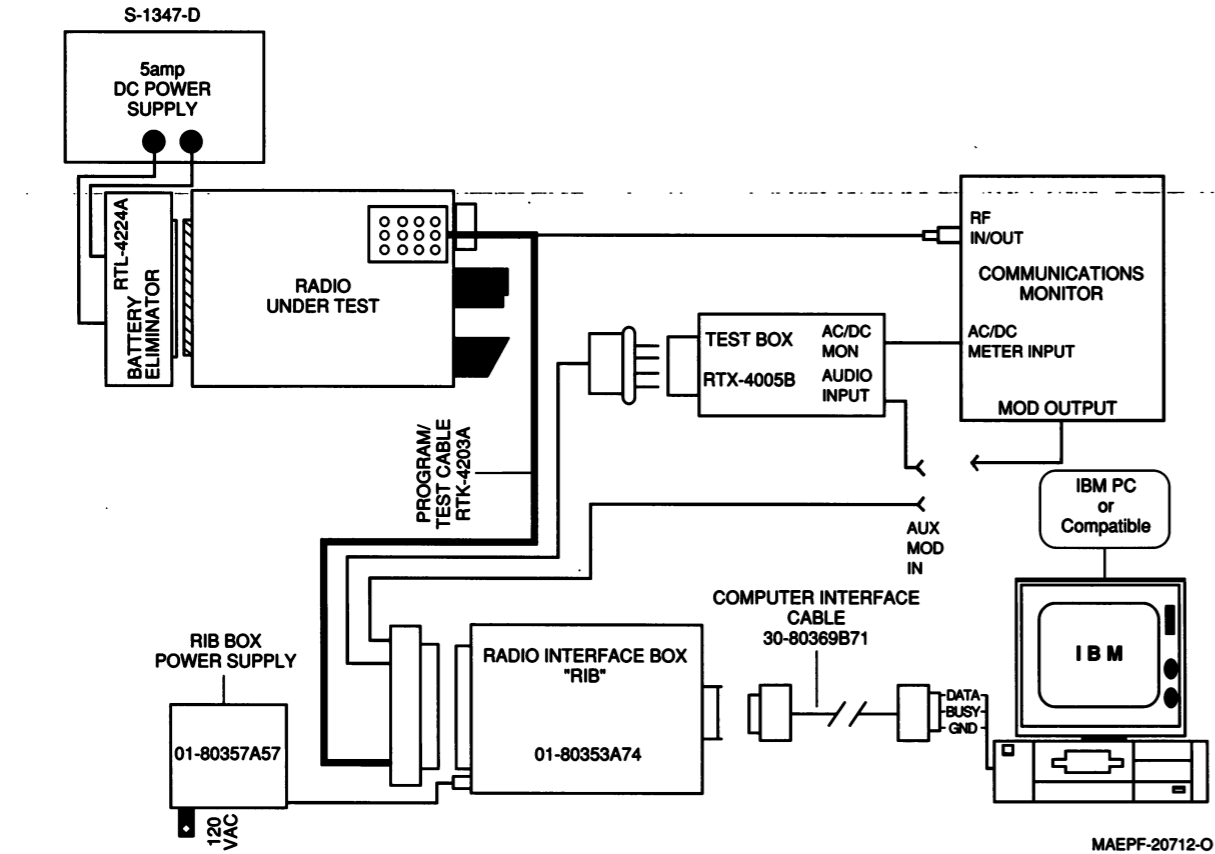 S-1347-D
5amp
DC POWER
SUPPLY
BATTERY RTL-4224A
ELIMINATOR
RADIO
UNDER TEST
RF
IN/OUT
COMMUNICATIONS
MONITOR
AC/DC
METER INPUT
MOD OUTPUT
TEST BOX
RTX-4005B
AC/DC
MON
AUDIO
INPUT
PROGRAM/
TEST CABLE
RTK-4203A
IBM PC
or
Compatible
AUX
MOD
IN
COMPUTER INTERFACE
CABLE
30-80369B71
RIB BOX
POWER SUPPLY
RADIO INTERFACE BOX
"RIB"
IBM
DATA
BUSY
GND
01-80357A57
01-80353A74
120
VAC
MAEPF-20712-O